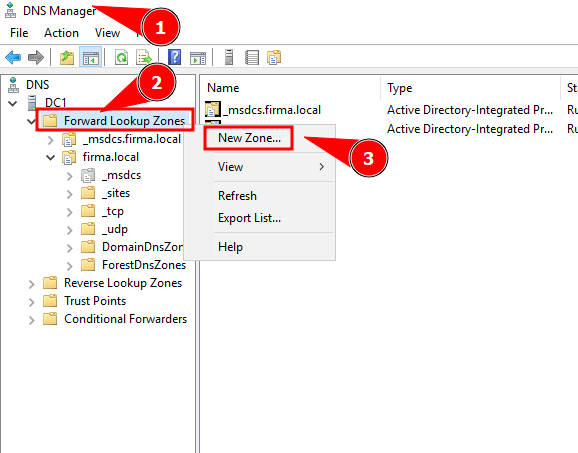 DNS Manager
1
File Action View
2
DNS
DC1
Forward Lookup Zones
_msdcs.firma.local
firma.local
_msdcs
_sites
_tcp
_udp
DomainDnsZon
ForestDnsZones
Reverse Lookup Zones
Trust Points
Conditional Forwarders
Name Type St
_msdcs.firma.local Active Directory-Integrated Pr... Ru
Active Directory-Integrated Pr... Ru
New Zone...
3
View
Refresh
Export List...
Help